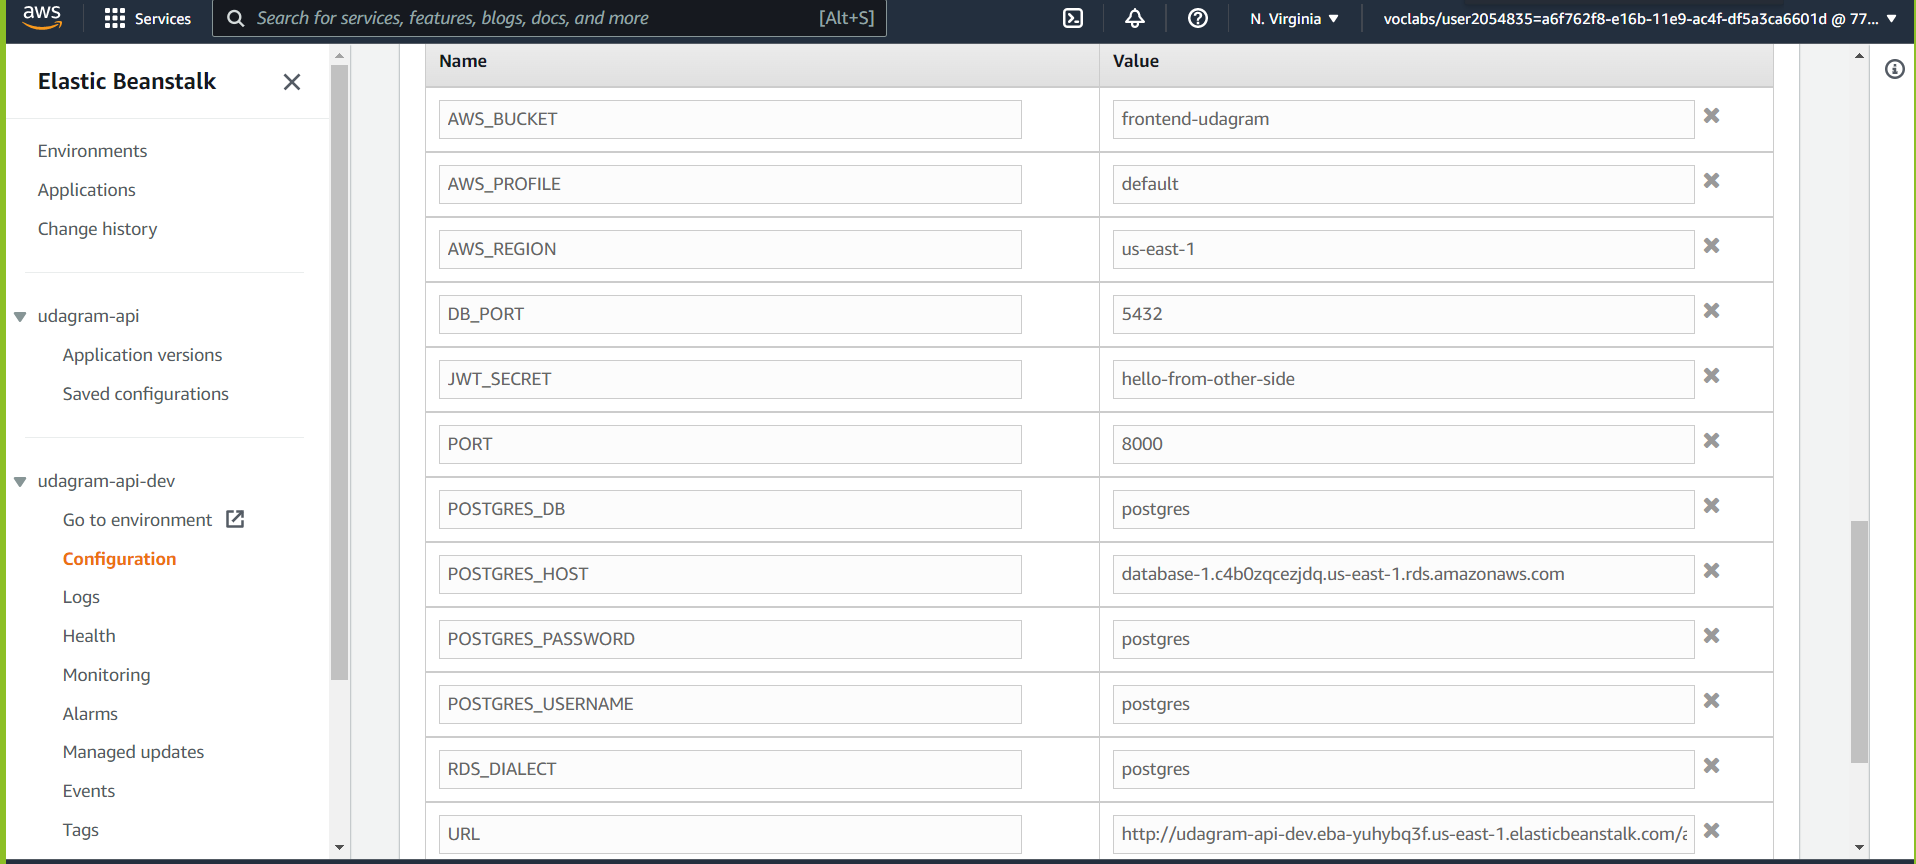 aws
Services
Search for services, features, blogs, docs, and more [Alt+S]
N. Virginia
voclabs/user2054835=a6f762f8-e16b-11e9-ac4f-df5a3ca6601d @ 77...
Elastic Beanstalk
Environments
Applications
Change history
udagram-api
Application versions
Saved configurations
udagram-api-dev
Go to environment
Configuration
Logs
Health
Monitoring
Alarms
Managed updates
Events
Tags
Name Value
AWS_BUCKET frontend-udagram
AWS_PROFILE default
AWS_REGION us-east-1
DB_PORT 5432
JWT_SECRET hello-from-other-side
PORT 8000
POSTGRES_DB postgres
POSTGRES_HOST database-1.c4b0zqcezjdq.us-east-1.rds.amazonaws.com
POSTGRES_PASSWORD postgres
POSTGRES_USERNAME postgres
RDS_DIALECT postgres
URL http://udagram-api-dev.eba-yuhybq3f.us-east-1.elasticbeanstalk.com/a